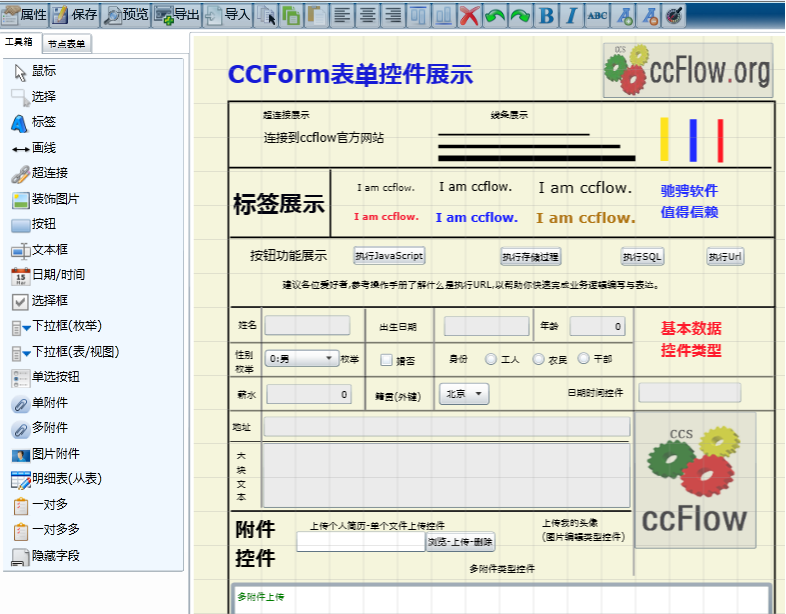 属性 保存 预览 导出 导入 B I ABC
工具箱 节点表单
鼠标
选择
标签
画线
超连接
装饰图片
按钮
文本框
日期/时间
选择框
下拉框(枚举)
下拉框(表/视图)
单选按钮
单附件
多附件
图片附件
明细表(从表)
一对多
一对多多
隐藏字段
CCForm表单控件展示
CCS
ccFlow.org
超连接展示 线条展示
连接到ccflow官方网站
标签展示
I am ccflow. I am ccflow. I am ccflow.
I am ccflow. I am ccflow. I am ccflow.
驰骋软件
值得信赖
按钮功能展示 执行JavaScript 执行存储过程 执行SQL 执行Url
建议各位爱好者,参考操作手册了解什么是执行URL,以帮助你快速完成业务逻辑编写与表达。
姓名 出生日期 年龄 0
基本数据
控件类型
性别
枚举
0:男 枚举 婚否 身份 工人 农民 干部
薪水 0 籍贯(外键) 北京 日期时间控件
地址
大
块
文
本
CCS
ccFlow
附件
控件
上传个人简历-单个文件上传控件
浏览-上传-删除
上传我的头像
(图片编辑类型控件)
多附件类型控件
多附件上传